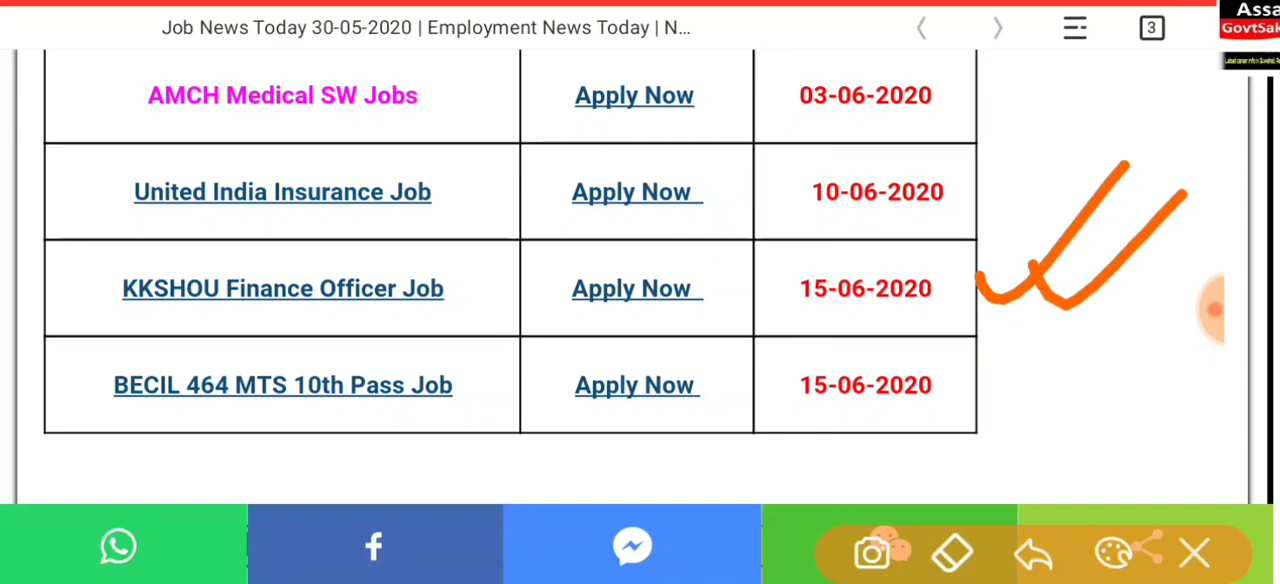 Job News Today 30-05-2020 | Employment News Today | N...
3
Assa
GovtSak
AMCH Medical SW Jobs Apply Now 03-06-2020
United India Insurance Job Apply Now 10-06-2020
KKSHOU Finance Officer Job Apply Now 15-06-2020
BECIL 464 MTS 10th Pass Job Apply Now 15-06-2020